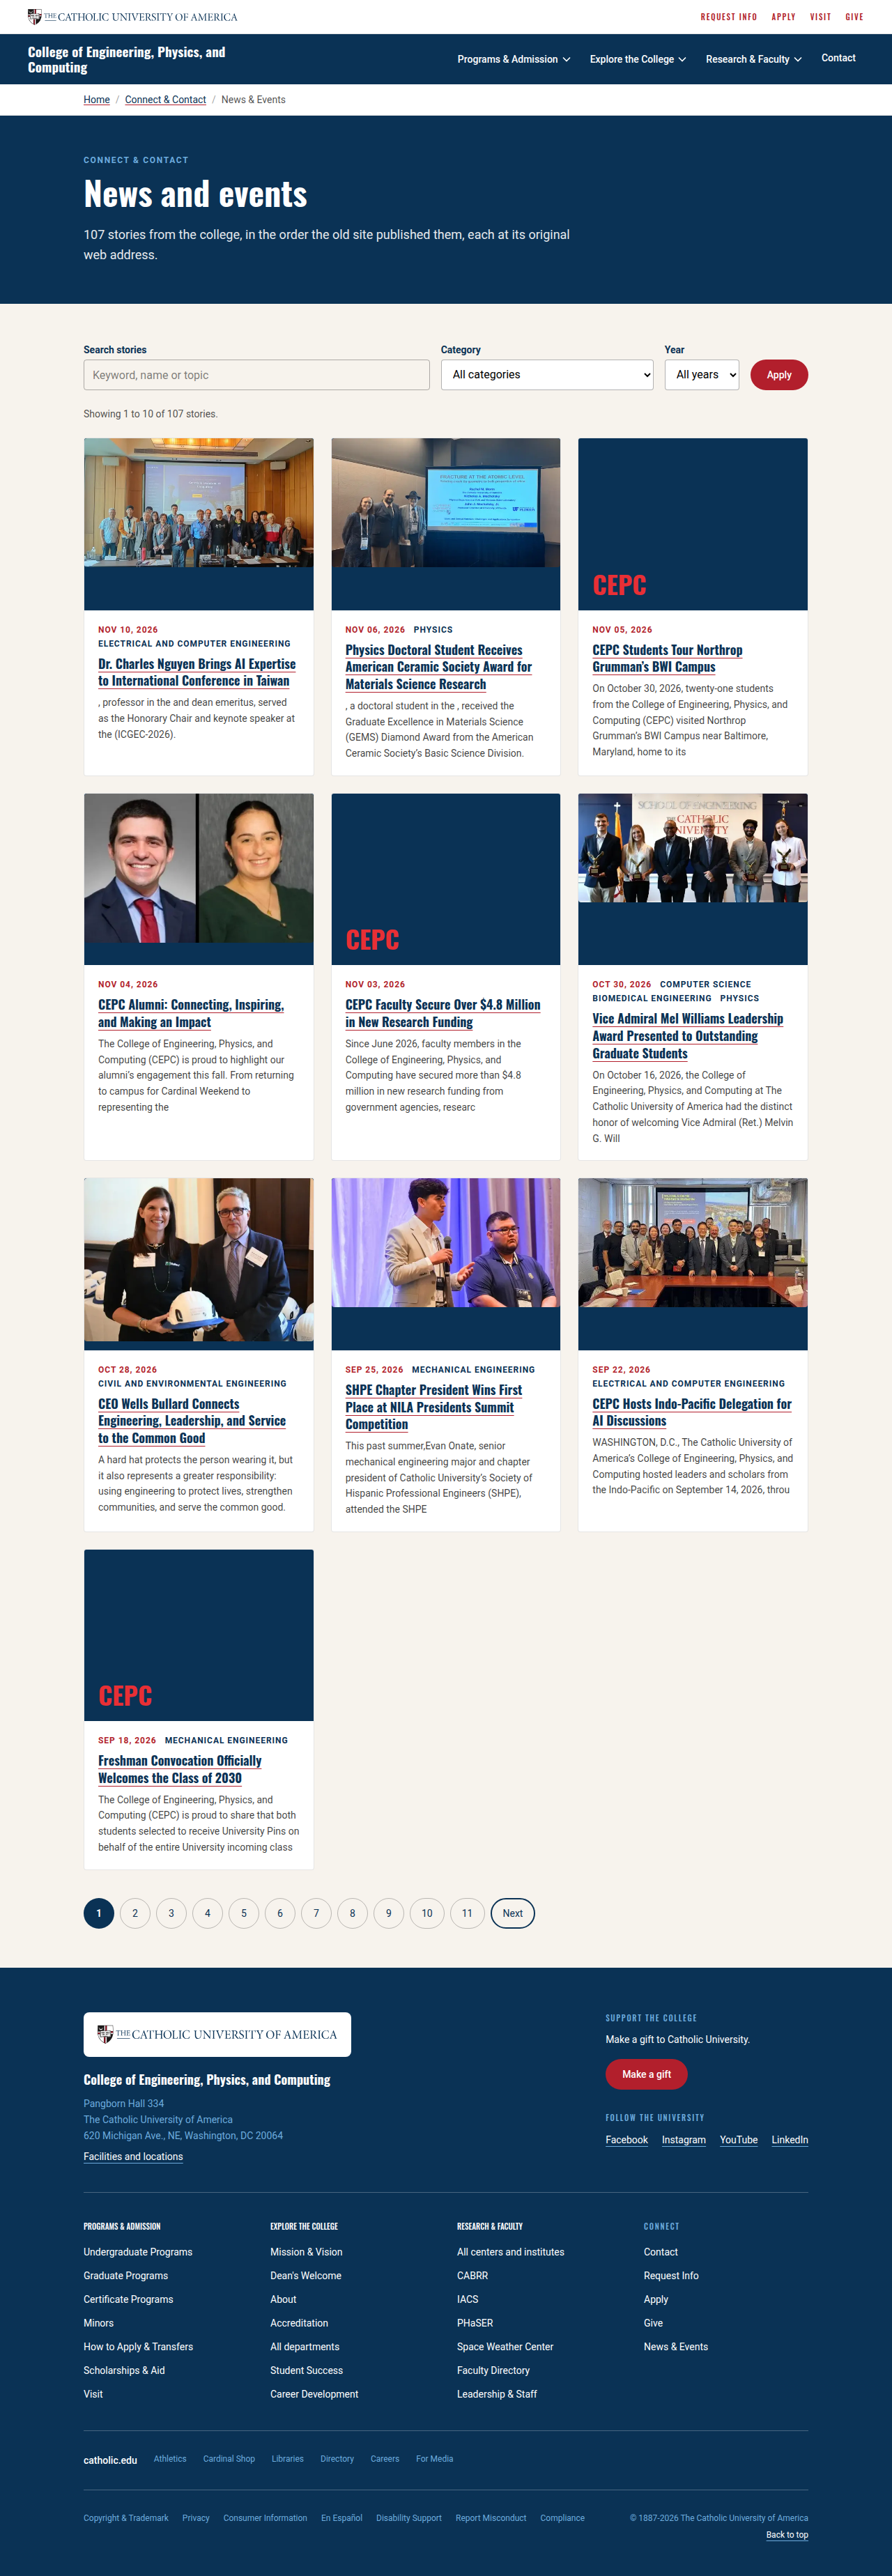 THE CATHOLIC UNIVERSITY OF AMERICA
REQUEST INFO APPLY VISIT GIVE
College of Engineering, Physics, and
Computing
Programs & Admission Explore the College Research & Faculty Contact
Home / Connect & Contact / News & Events
CONNECT & CONTACT
News and events
107 stories from the college, in the order the old site published them, each at its original
web address.
Search stories Category Year
Keyword, name or topic All categories All years Apply
Showing 1 to 10 of 107 stories.
NOV 10, 2026
ELECTRICAL AND COMPUTER ENGINEERING
Dr. Charles Nguyen Brings AI Expertise
to International Conference in Taiwan
, professor in the and dean emeritus, served
as the Honorary Chair and keynote speaker at
the (ICGEC-2026).
FRACTURE AT THE ATOMIC LEVEL
NOV 06, 2026 PHYSICS
Physics Doctoral Student Receives
American Ceramic Society Award for
Materials Science Research
, a doctoral student in the , received the
Graduate Excellence in Materials Science
(GEMS) Diamond Award from the American
Ceramic Society's Basic Science Division.
CEPC
NOV 05, 2026
CEPC Students Tour Northrop
Grumman's BWI Campus
On October 30, 2026, twenty-one students
from the College of Engineering, Physics, and
Computing (CEPC) visited Northrop
Grumman's BWI Campus near Baltimore,
Maryland, home to its
NOV 04, 2026
CEPC Alumni: Connecting, Inspiring,
and Making an Impact
The College of Engineering, Physics, and
Computing (CEPC) is proud to highlight our
alumni's engagement this fall. From returning
to campus for Cardinal Weekend to
representing the
CEPC
NOV 03, 2026
CEPC Faculty Secure Over $4.8 Million
in New Research Funding
Since June 2026, faculty members in the
College of Engineering, Physics, and
Computing have secured more than $4.8
million in new research funding from
government agencies, researc
SCHOOL OF ENGINEERING
CATHOLIC
UNIVERSITY
OCT 30, 2026 COMPUTER SCIENCE
BIOMEDICAL ENGINEERING PHYSICS
Vice Admiral Mel Williams Leadership
Award Presented to Outstanding
Graduate Students
On October 16, 2026, the College of
Engineering, Physics, and Computing at The
Catholic University of America had the distinct
honor of welcoming Vice Admiral (Ret.) Melvin
G. Will
OCT 28, 2026
CIVIL AND ENVIRONMENTAL ENGINEERING
CEO Wells Bullard Connects
Engineering, Leadership, and Service
to the Common Good
A hard hat protects the person wearing it, but
it also represents a greater responsibility:
using engineering to protect lives, strengthen
communities, and serve the common good.
SEP 25, 2026 MECHANICAL ENGINEERING
SHPE Chapter President Wins First
Place at NILA Presidents Summit
Competition
This past summer,Evan Onate, senior
mechanical engineering major and chapter
president of Catholic University's Society of
Hispanic Professional Engineers (SHPE),
attended the SHPE
SEP 22, 2026
ELECTRICAL AND COMPUTER ENGINEERING
CEPC Hosts Indo-Pacific Delegation for
AI Discussions
WASHINGTON, D.C., The Catholic University of
America's College of Engineering, Physics, and
Computing hosted leaders and scholars from
the Indo-Pacific on September 14, 2026, throu
CEPC
SEP 18, 2026 MECHANICAL ENGINEERING
Freshman Convocation Officially
Welcomes the Class of 2030
The College of Engineering, Physics, and
Computing (CEPC) is proud to share that both
students selected to receive University Pins on
behalf of the entire University incoming class
1 2 3 4 5 6 7 8 9 10 11 Next
THE CATHOLIC UNIVERSITY OF AMERICA
College of Engineering, Physics, and Computing
Pangborn Hall 334
The Catholic University of America
620 Michigan Ave., NE, Washington, DC 20064
Facilities and locations
SUPPORT THE COLLEGE
Make a gift to Catholic University.
Make a gift
FOLLOW THE UNIVERSITY
Facebook Instagram YouTube LinkedIn
PROGRAMS & ADMISSION
Undergraduate Programs
Graduate Programs
Certificate Programs
Minors
How to Apply & Transfers
Scholarships & Aid
Visit
EXPLORE THE COLLEGE
Mission & Vision
Dean's Welcome
About
Accreditation
All departments
Student Success
Career Development
RESEARCH & FACULTY
All centers and institutes
CABRR
IACS
PHaSER
Space Weather Center
Faculty Directory
Leadership & Staff
CONNECT
Contact
Request Info
Apply
Give
News & Events
catholic.edu Athletics Cardinal Shop Libraries Directory Careers For Media
Copyright & Trademark Privacy Consumer Information En Español Disability Support Report Misconduct Compliance
© 1887-2026 The Catholic University of America
Back to top